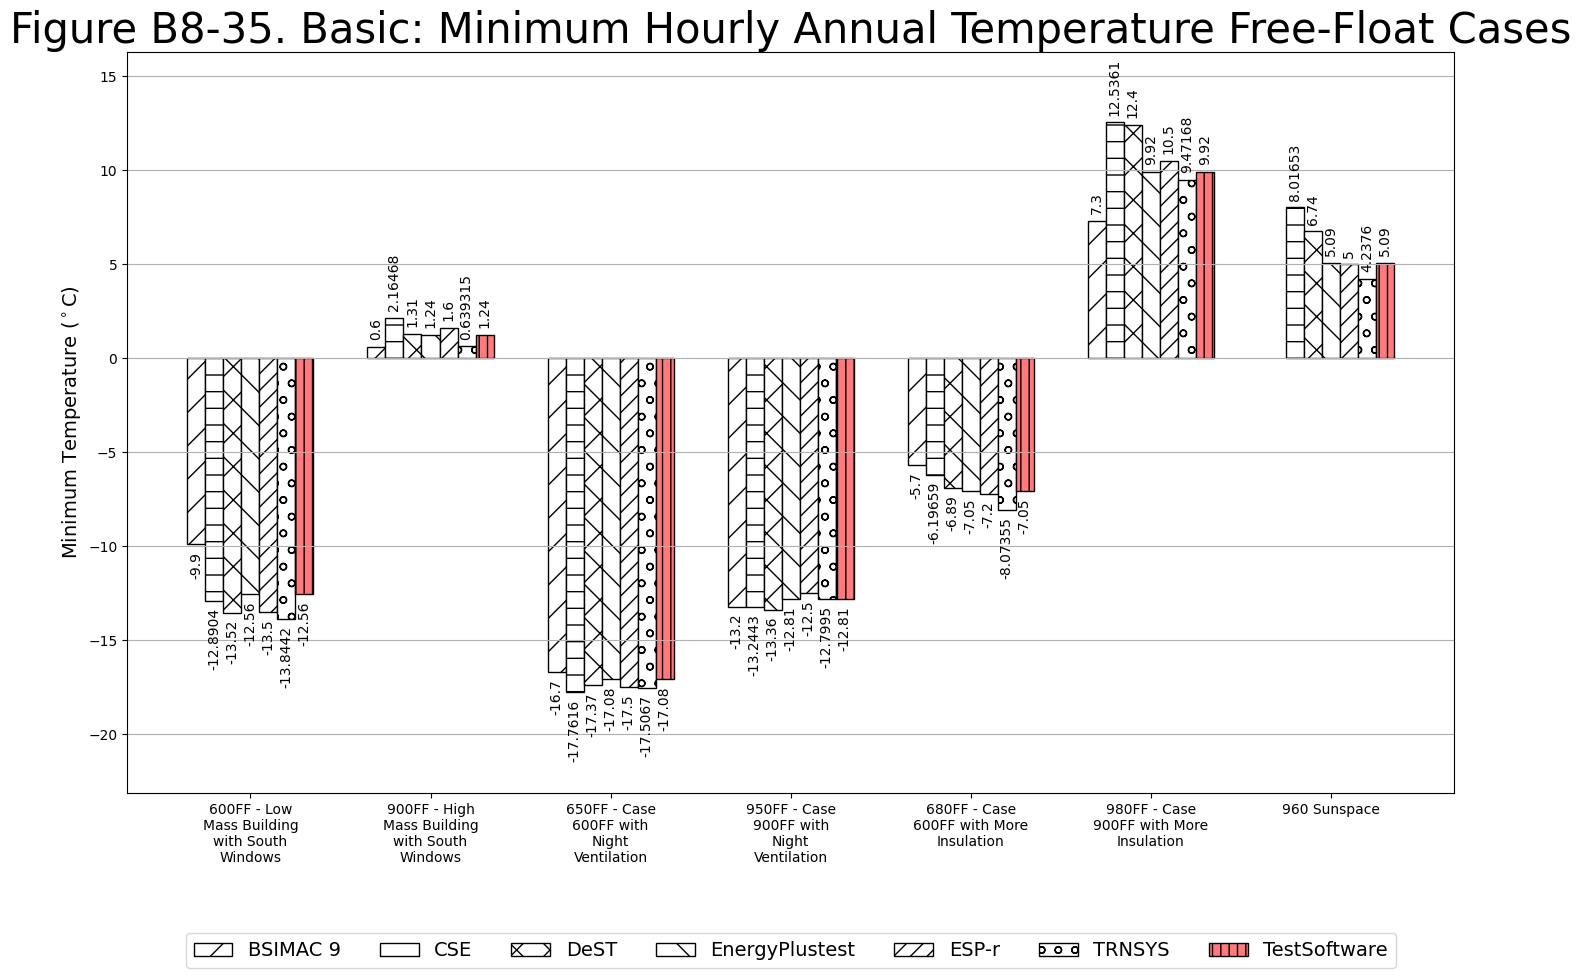 Figure B8-35. Basic: Minimum Hourly Annual Temperature Free-Float Cases
Minimum Temperature (°C)
15
10
5
0
−5
−10
−15
−20
-9.9
-12.8904
-13.52
-12.56
-13.5
-13.8442
-12.56
0.6
2.16468
1.31
1.24
1.6
0.639315
1.24
-16.7
-17.7616
-17.37
-17.08
-17.5
-17.5067
-17.08
-13.2
-13.2443
-13.36
-12.81
-12.5
-12.7995
-12.81
-5.7
-6.19659
-6.89
-7.05
-7.2
-8.07355
-7.05
7.3
12.5361
12.4
9.92
10.5
9.47168
9.92
8.01653
6.74
5.09
5
4.2376
5.09
600FF - Low
Mass Building
with South
Windows
900FF - High
Mass Building
with South
Windows
650FF - Case
600FF with
Night
Ventilation
950FF - Case
900FF with
Night
Ventilation
680FF - Case
600FF with More
Insulation
980FF - Case
900FF with More
Insulation
960 Sunspace
BSIMAC 9
CSE
DeST
EnergyPlustest
ESP-r
TRNSYS
TestSoftware